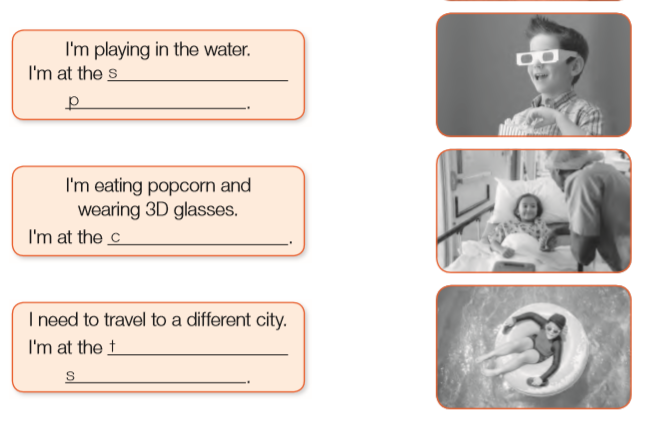 I'm playing in the water.
I'm at the s
p.
I'm eating popcorn and
wearing 3D glasses.
I'm at the c.
I need to travel to a different city.
I'm at the t
s.